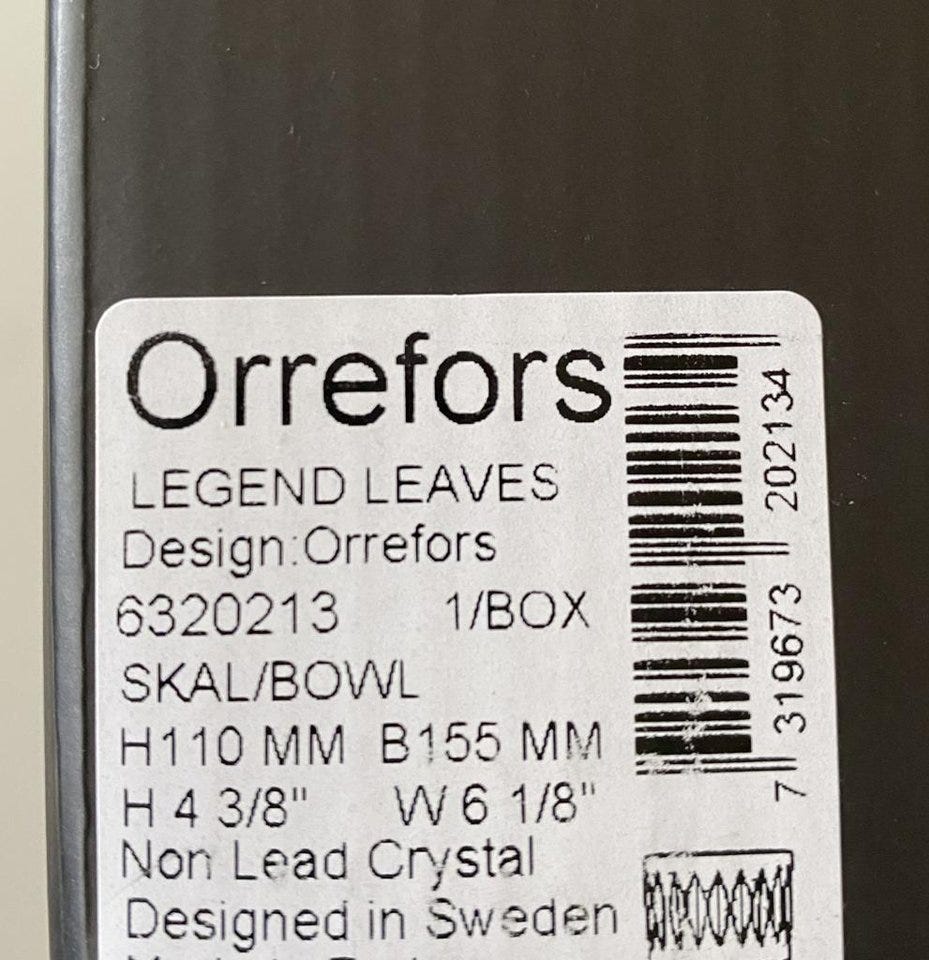 Orrefors
LEGEND LEAVES
Design:Orrefors
6320213 1/BOX
SKAL/BOWL
H110 MM B155 MM
H 4 3/8" W 6 1/8"
Non Lead Crystal
Designed in Sweden
7 319673 202134